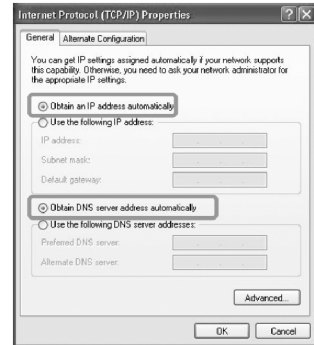 Internet Protocol (TCP/IP) Properties
General Alternate Configuration
You can get IP settings assigned automatically if your network supports
this capability. Otherwise, you need to ask your network administrator for
the appropriate IP settings.
Obtain an IP address automatically
Use the following IP address:
IP address:
Subnet mask:
Default gateway:
Obtain DNS server address automatically
Use the following DNS server addresses:
Preferred DNS server:
Alternate DNS server:
Advanced...
OK Cancel